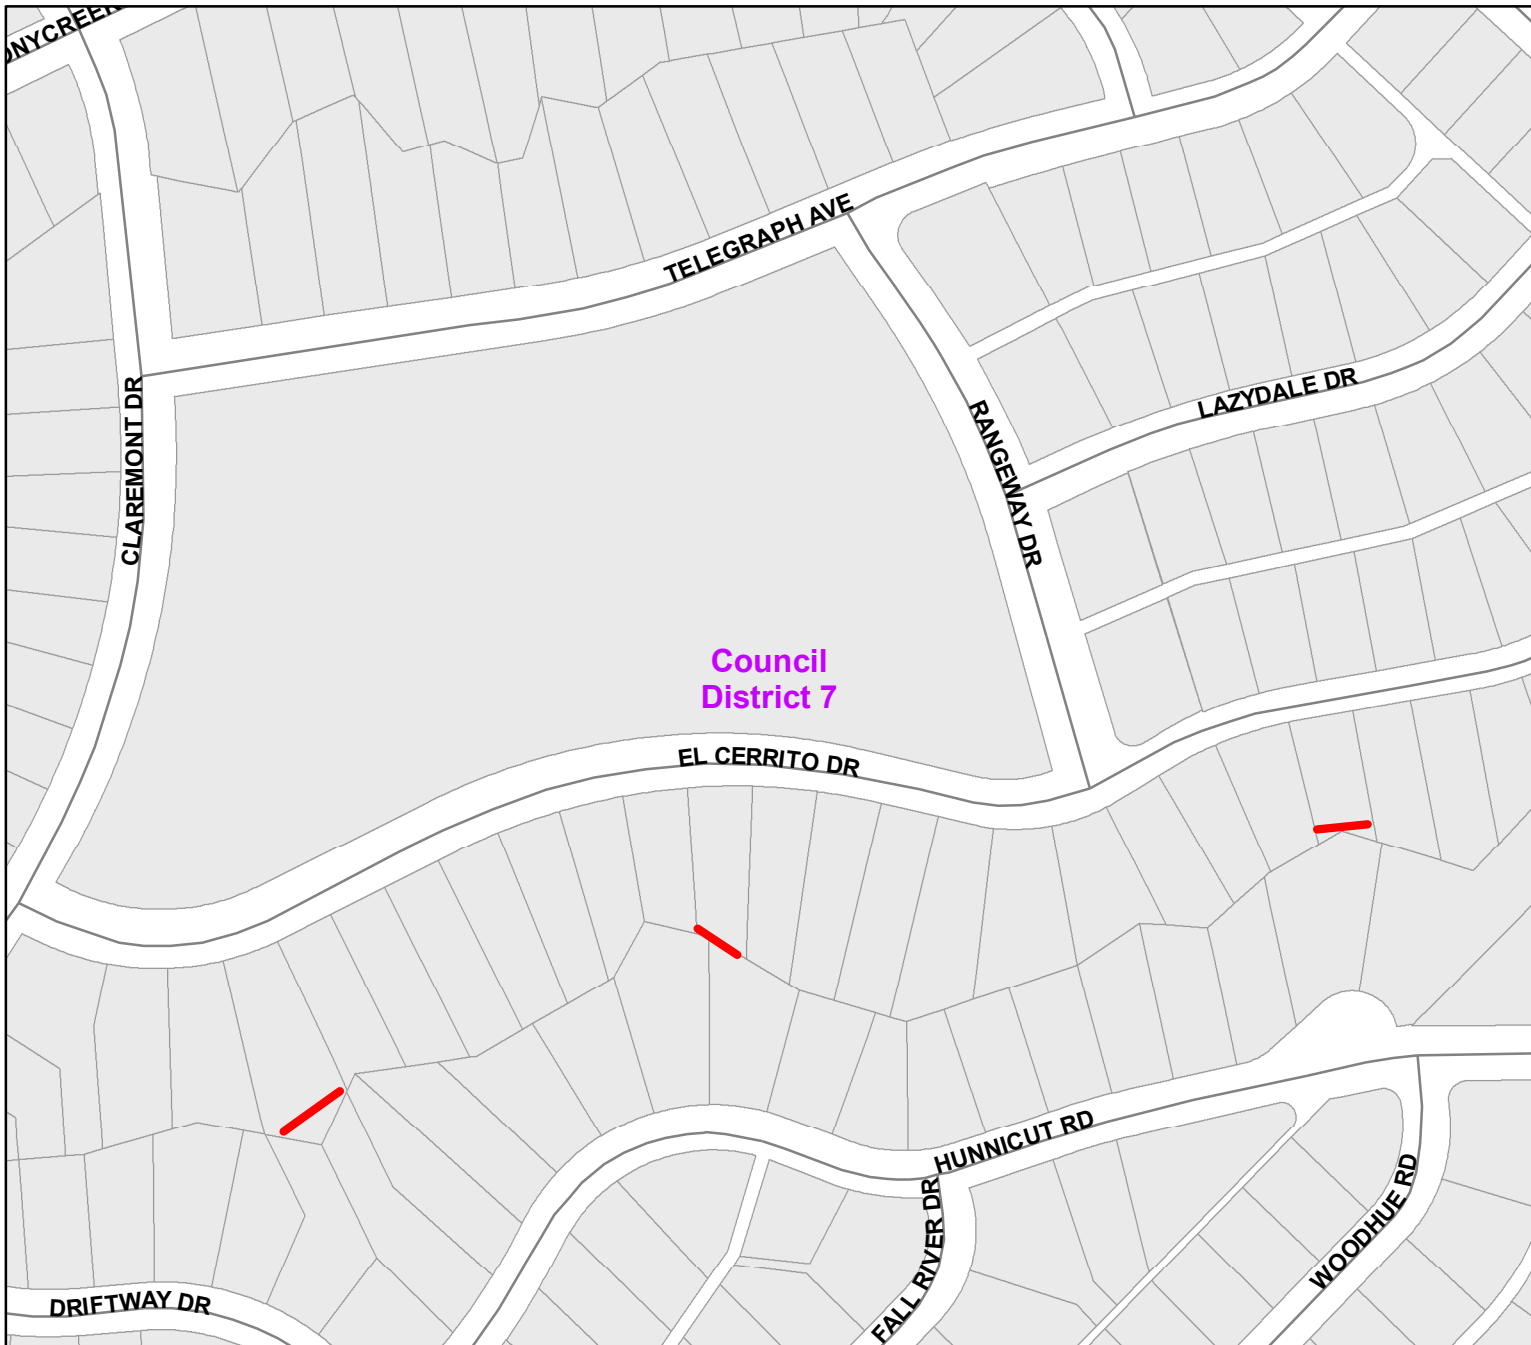 ONYCREEK
TELEGRAPH AVE
CLAREMONT DR
RANGEWAY DR
LAZYDALE DR
Council
District 7
EL CERRITO DR
HUNNICUT RD
FALL RIVER DR
WOODHUE RD
DRIFTWAY DR